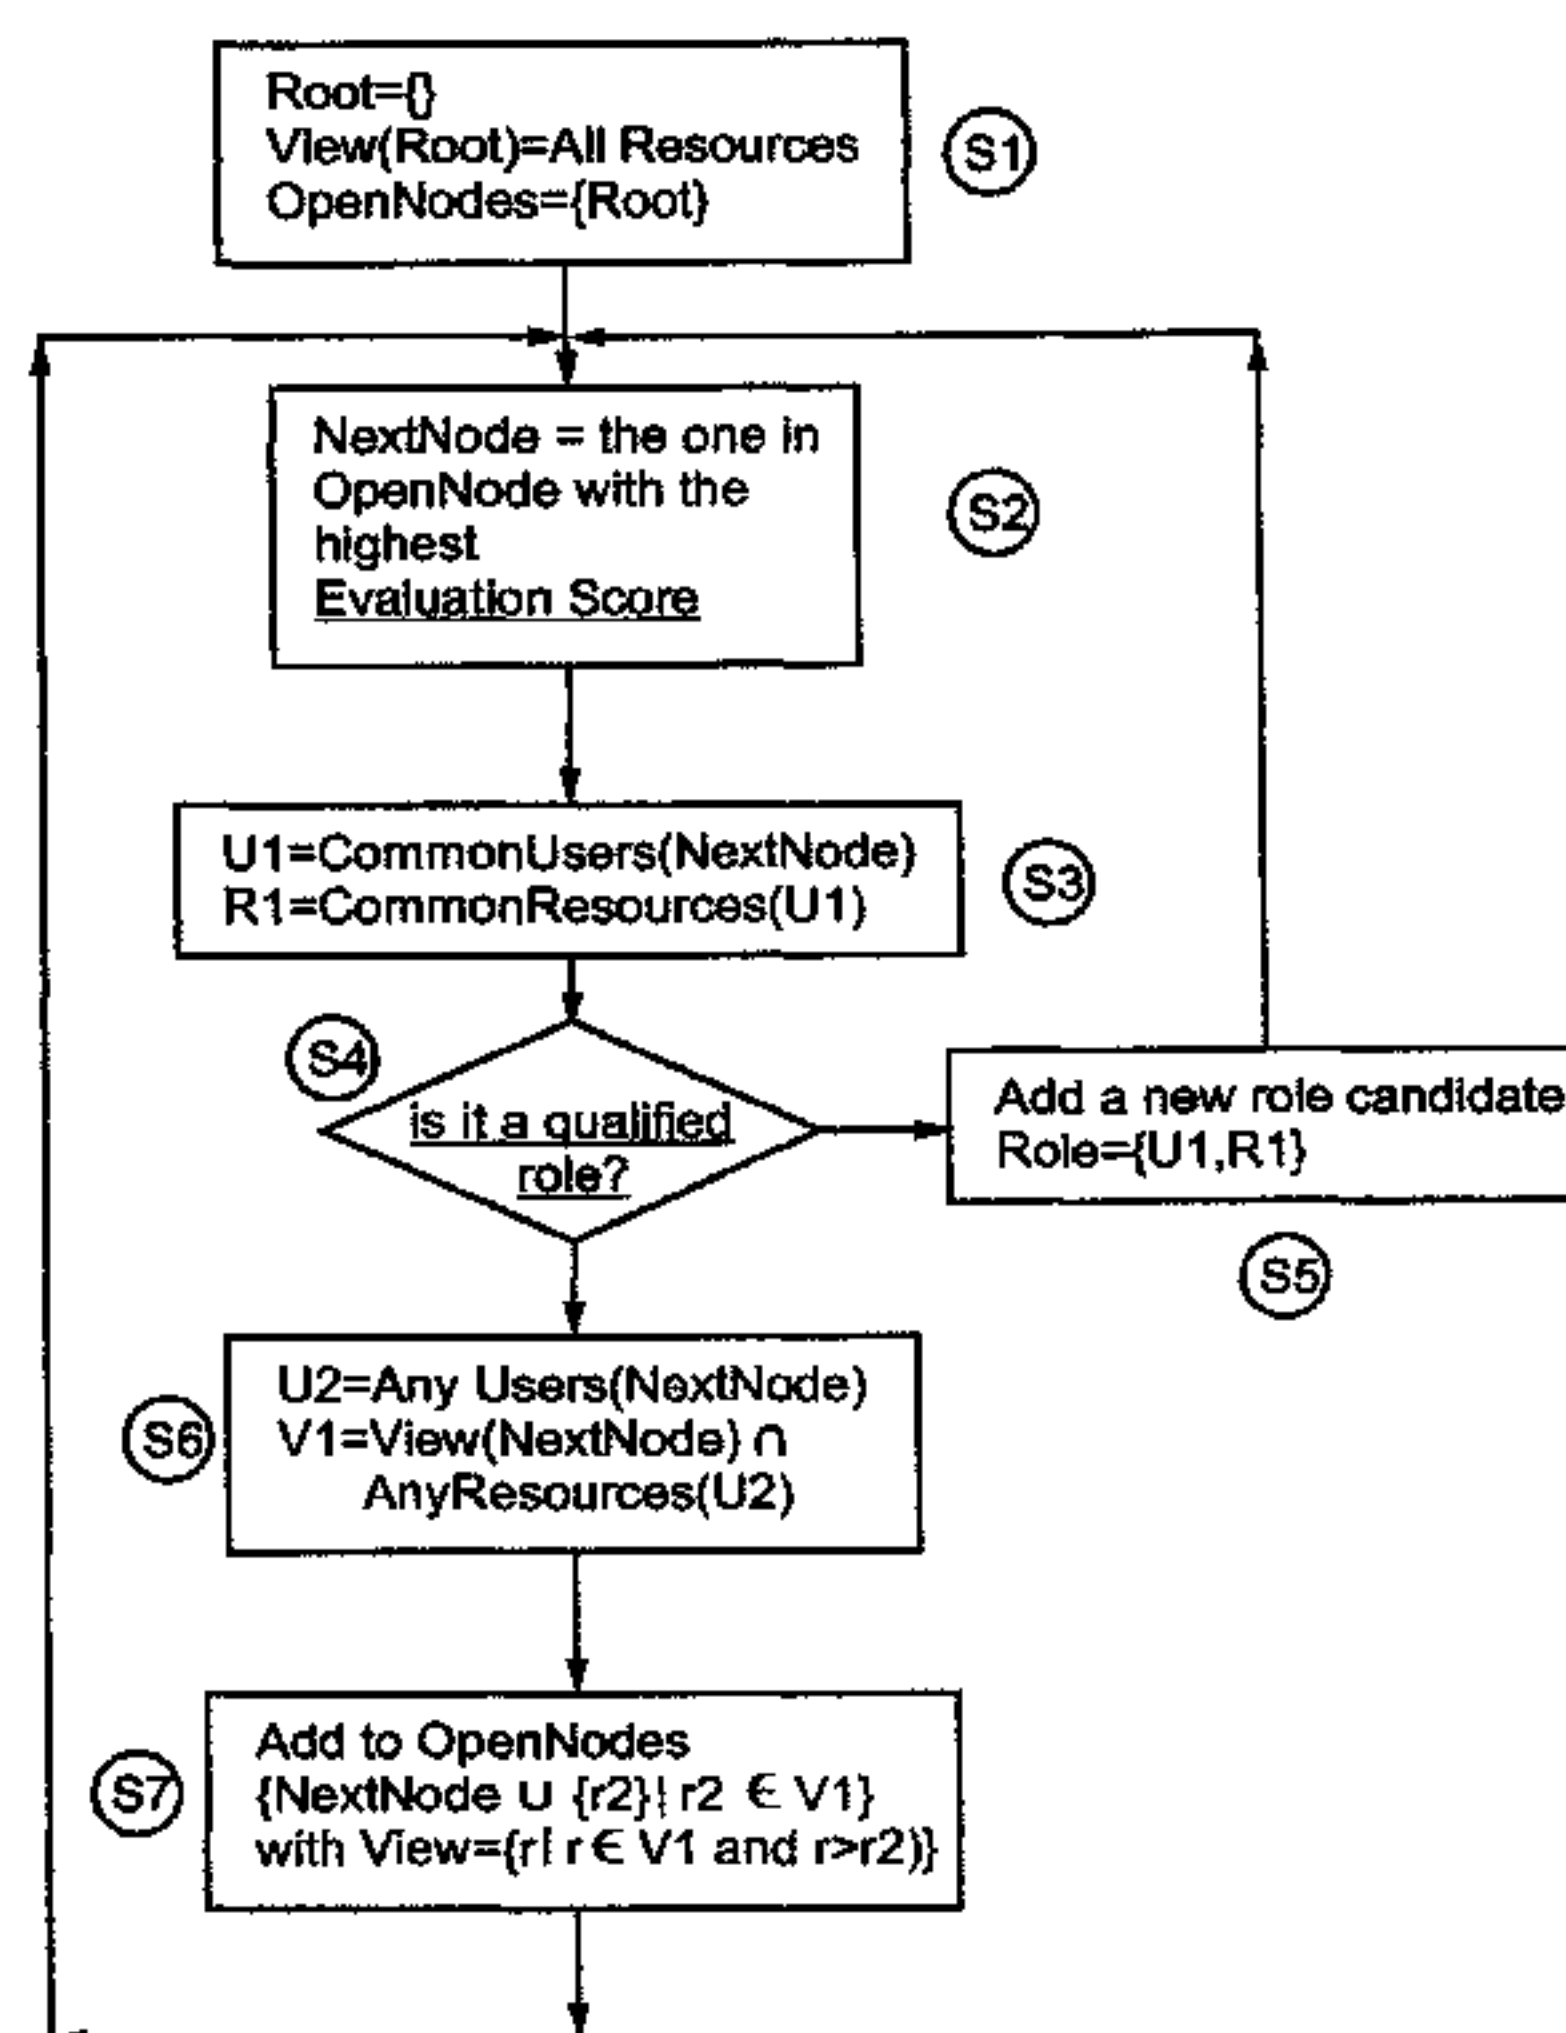 Root={}
View(Root)=All Resources
OpenNodes={Root}
S1
NextNode = the one in
OpenNode with the
highest
Evaluation Score
S2
U1=CommonUsers(NextNode)
R1=CommonResources(U1)
S3
S4
is it a qualified
role?
Add a new role candidate
Role={U1,R1}
S5
U2=Any Users(NextNode)
V1=View(NextNode) ∩
AnyResources(U2)
S6
Add to OpenNodes
{NextNode ∪ {r2}| r2 ∈ V1}
with View={r| r∈ V1 and r>r2)}
S7